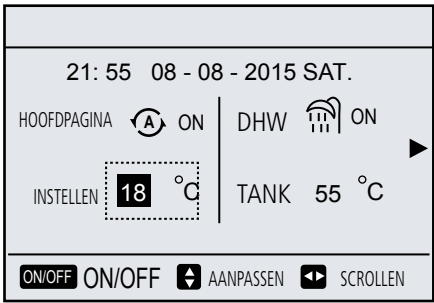 21: 55 08 - 08 - 2015 SAT.
HOOFDPAGINA A ON DHW ON
INSTELLEN 18 °C TANK 55 °C
ON/OFF ON/OFF AANPASSEN SCROLLEN